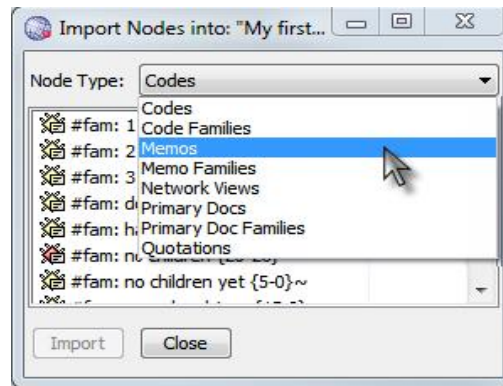 Import Nodes into: "My first...
Node Type: Codes
Codes
#fam: 1 Code Families
#fam: 2 Memos
#fam: 3 Memo Families
#fam: d Network Views
#fam: h Primary Docs
Primary Doc Families
#fam: n Quotations
#fam: no children yet {5-0}~
Import Close